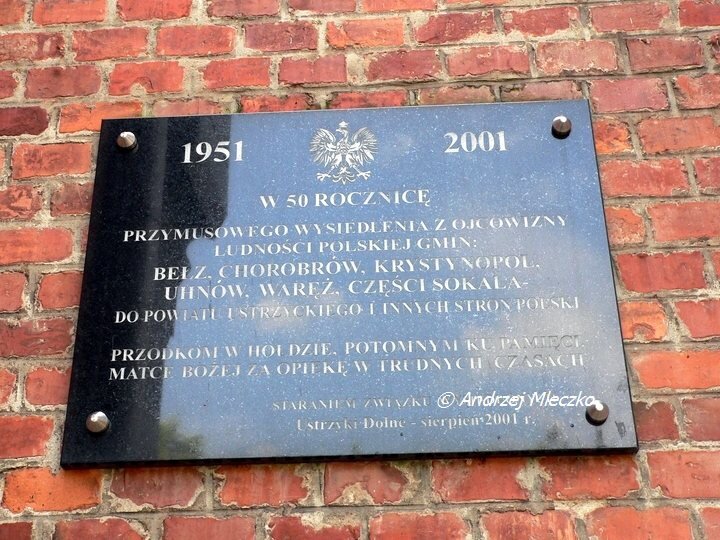 1951 2001
W 50 ROCZNICĘ
PRZYMUSOWEGO WYSIEDLENIA Z OJCOWIZNY
LUDNOŚCI POLSKIEJ GMIN:
BEŁZ, CHOROBRÓW, KRYSTYNOPOL,
UHNÓW, WARĘŻ, CZĘŚCI SOKALA-
DO POWIATU USTRZYCKIEGO I INNYCH STRON POLSKI
PRZODKOM W HOŁDZIE, POTOMNYM KU PAMIĘCI,
MATCE BOŻEJ ZA OPIEKĘ W TRUDNYCH CZASACH
© Andrzej Mleczko
STARANIEM ZWIĄZKU
Ustrzyki Dolne - sierpień 2001 r.